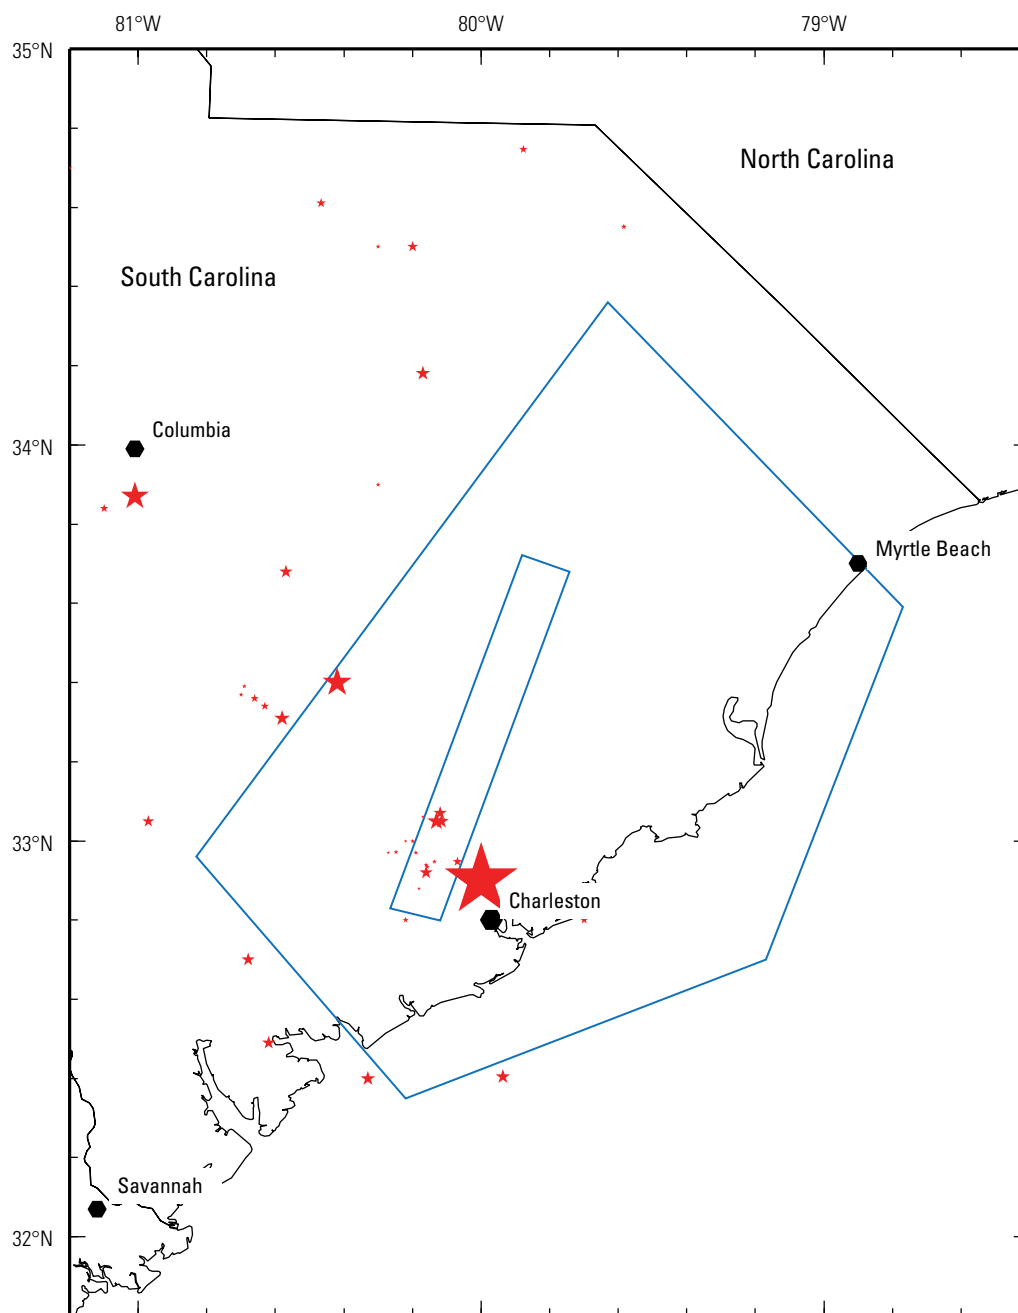 81°W
80°W
79°W
35°N
North Carolina
South Carolina
Columbia
34°N
Myrtle Beach
33°N
Charleston
Savannah
32°N